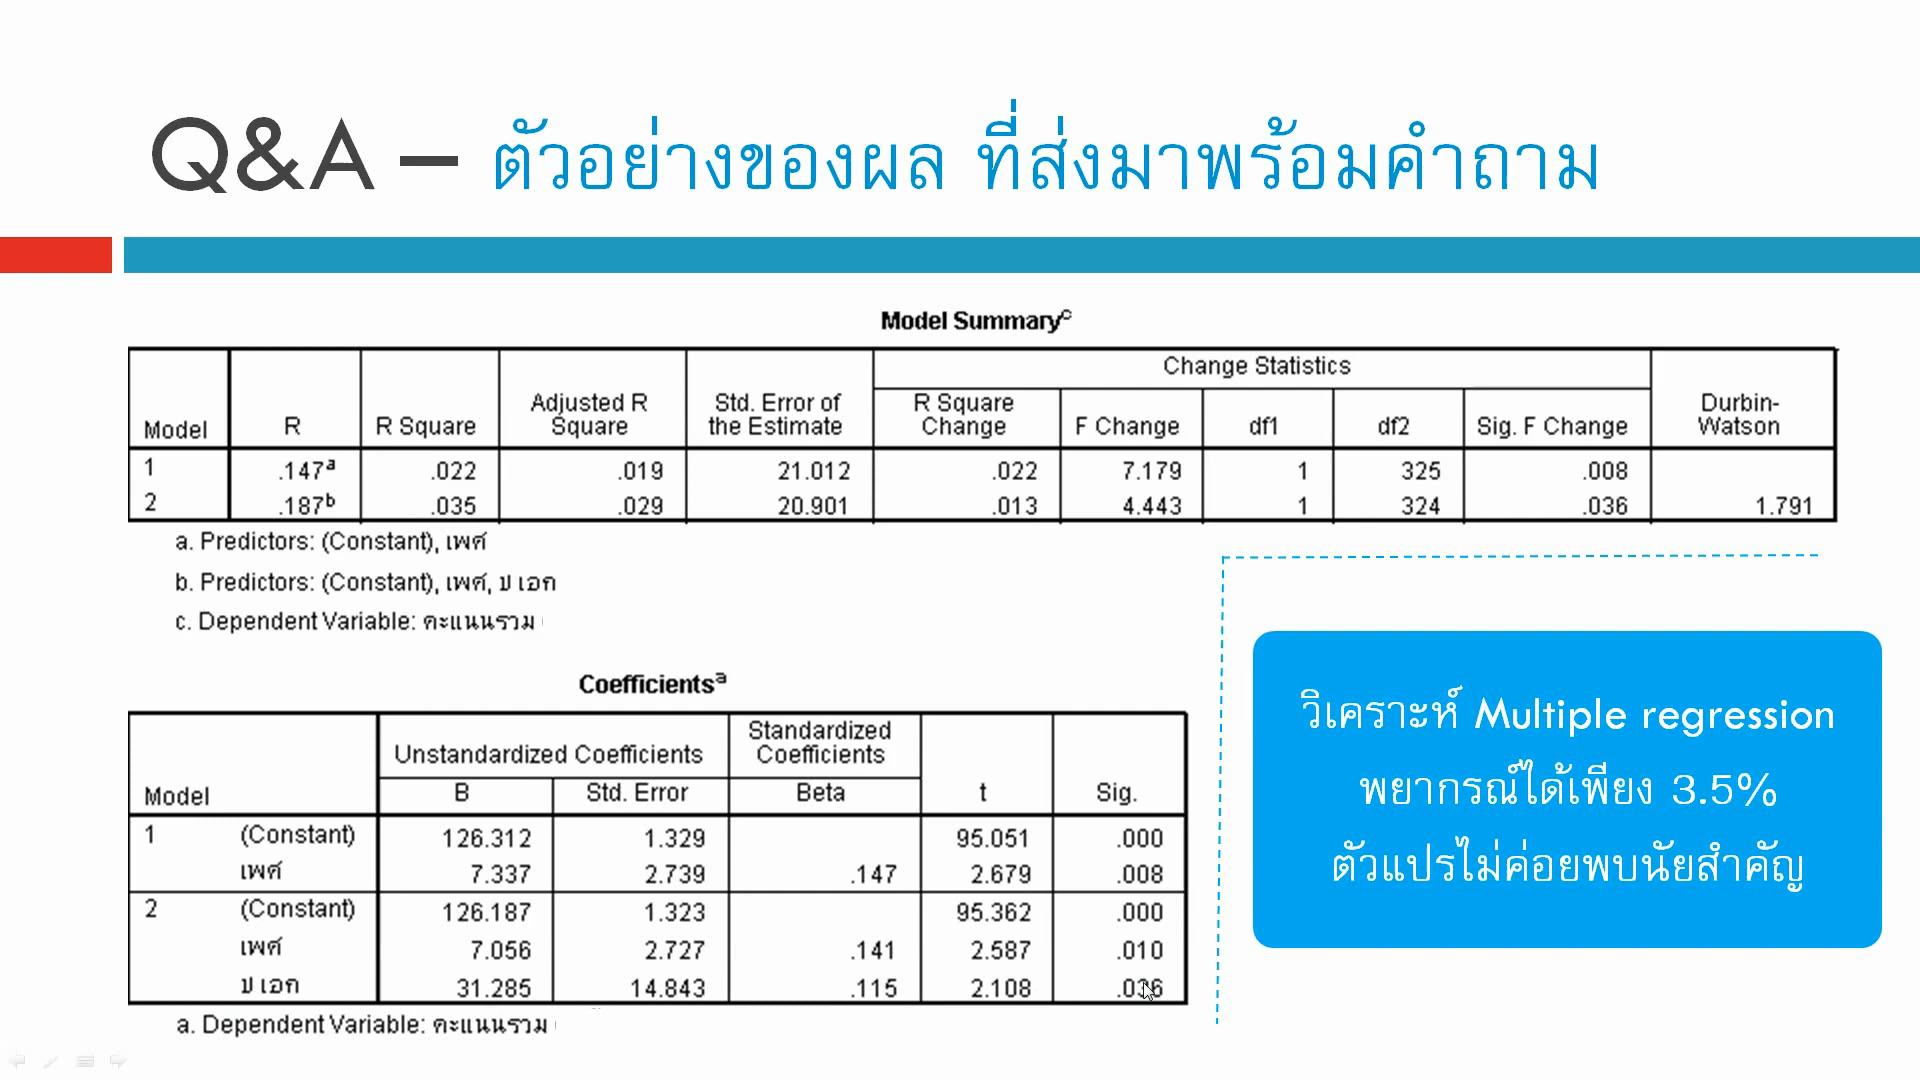 Q&A – ตัวอย่างของผล ที่ส่งมาพร้อมคำถาม
Model Summaryᶜ
Model R R Square Adjusted R Square Std. Error of the Estimate Change Statistics Durbin-Watson
R Square Change F Change df1 df2 Sig. F Change
1 .147ᵃ .022 .019 21.012 .022 7.179 1 325 .008
2 .187ᵇ .035 .029 20.901 .013 4.443 1 324 .036 1.791
a. Predictors: (Constant), เพศ
b. Predictors: (Constant), เพศ, ป เอก
c. Dependent Variable: คะแนนรวม
Coefficientsᵃ
Model Unstandardized Coefficients Standardized Coefficients t Sig.
B Std. Error Beta
1 (Constant) 126.312 1.329 95.051 .000
เพศ 7.337 2.739 .147 2.679 .008
2 (Constant) 126.187 1.323 95.362 .000
เพศ 7.056 2.727 .141 2.587 .010
ป เอก 31.285 14.843 .115 2.108 .036
a. Dependent Variable: คะแนนรวม
วิเคราะห์ Multiple regression
พยากรณ์ได้เพียง 3.5%
ตัวแปรไม่ค่อยพบนัยสำคัญ